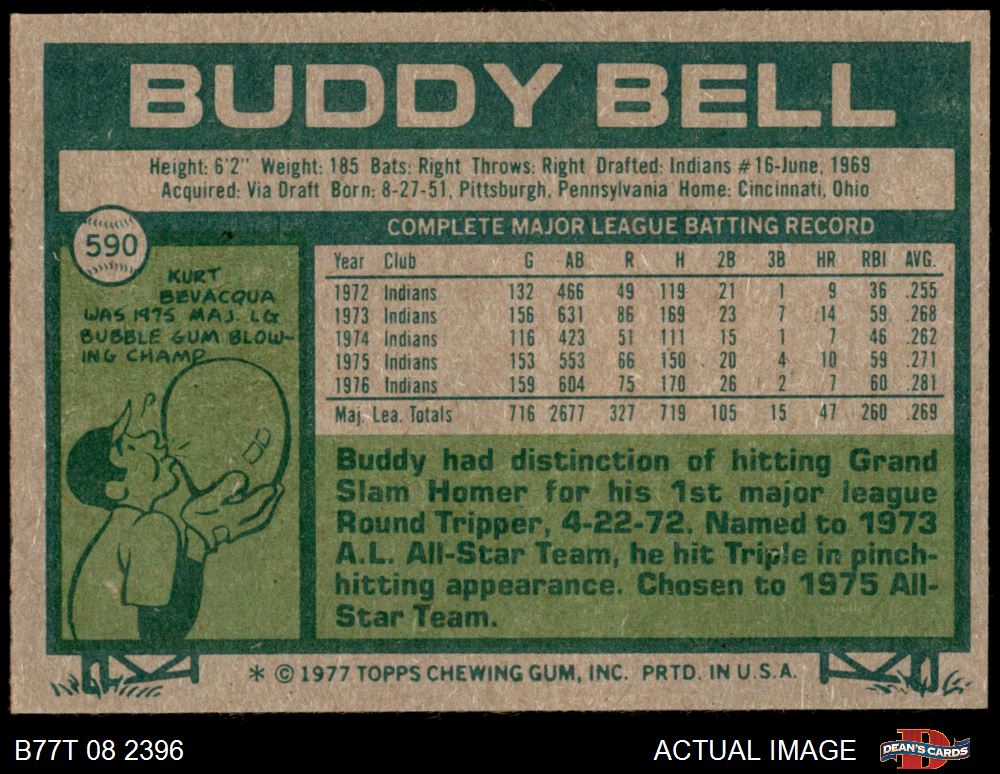 BUDDY BELL
Height: 6'2" Weight: 185 Bats: Right Throws: Right Drafted: Indians #16-June, 1969
Acquired: Via Draft Born: 8-27-51, Pittsburgh, Pennsylvania Home: Cincinnati, Ohio
590
KURT
BEVACQUA
WAS 1975 MAJ. LG
BUBBLE GUM BLOW-
ING CHAMP
COMPLETE MAJOR LEAGUE BATTING RECORD
Year Club G AB R H 2B 3B HR RBI AVG.
1972 Indians 132 466 49 119 21 1 9 36 .255
1973 Indians 156 631 86 169 23 7 14 59 .268
1974 Indians 116 423 51 111 15 1 7 46 .262
1975 Indians 153 553 66 150 20 4 10 59 .271
1976 Indians 159 604 75 170 26 2 7 60 .281
Maj. Lea. Totals 716 2677 327 719 105 15 47 260 .269
Buddy had distinction of hitting Grand
Slam Homer for his 1st major league
Round Tripper, 4-22-72. Named to 1973
A.L. All-Star Team, he hit Triple in pinch-
hitting appearance. Chosen to 1975 All-
Star Team.
* © 1977 TOPPS CHEWING GUM, INC. PRTD. IN U.S.A.
B77T 08 2396 ACTUAL IMAGE DEAN'S CARDS